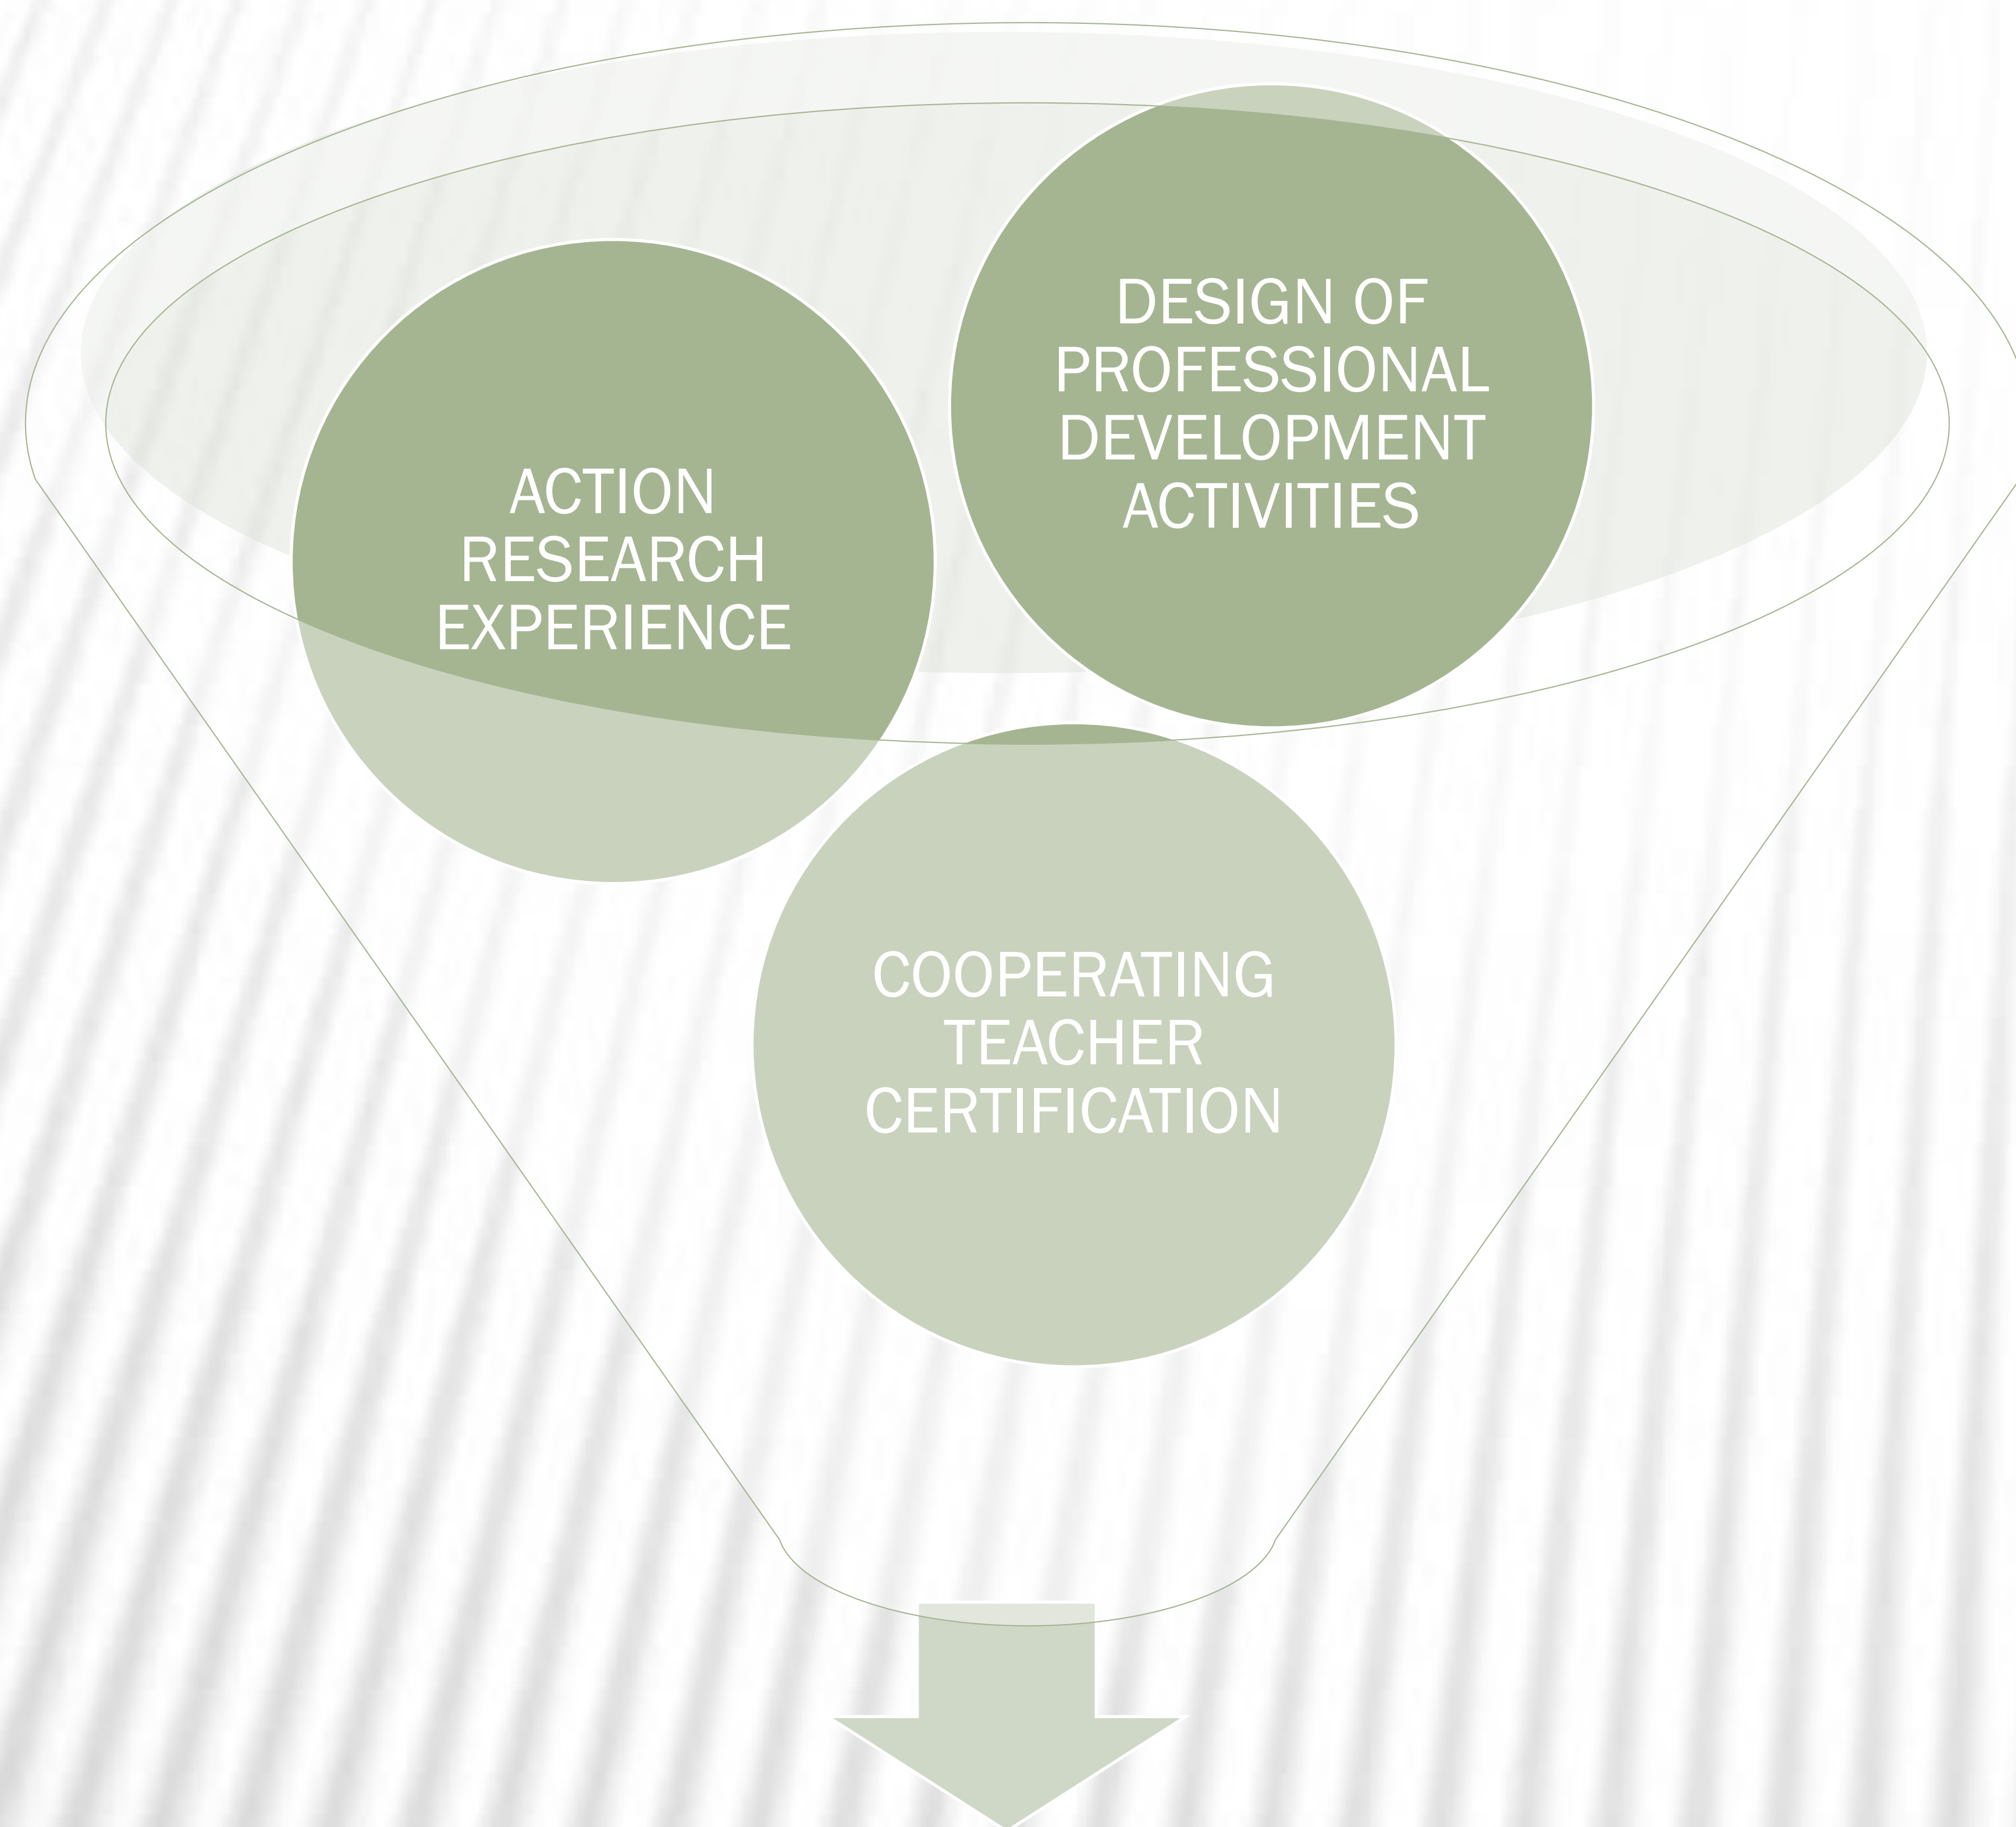 ACTION
RESEARCH
EXPERIENCE
DESIGN OF
PROFESSIONAL
DEVELOPMENT
ACTIVITIES
COOPERATING
TEACHER
CERTIFICATION